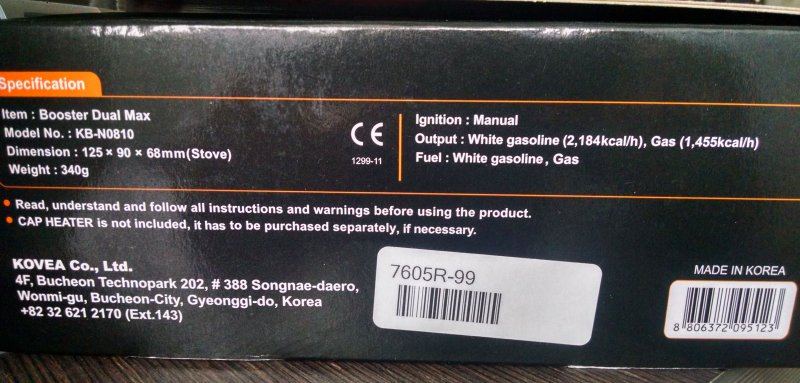 Specification
Item : Booster Dual Max
Model No. : KB-N0810
Dimension : 125 × 90 × 68mm(Stove)
Weight : 340g
CE
1299-11
Ignition : Manual
Output : White gasoline (2,184kcal/h), Gas (1,455kcal/h)
Fuel : White gasoline, Gas
• Read, understand and follow all instructions and warnings before using the product.
• CAP HEATER is not included, it has to be purchased separately, if necessary.
KOVEA Co., Ltd.
4F, Bucheon Technopark 202, # 388 Songnae-daero,
Wonmi-gu, Bucheon-City, Gyeonggi-do, Korea
+82 32 621 2170 (Ext.143)
7605R-99
MADE IN KOREA
8 806372 095123